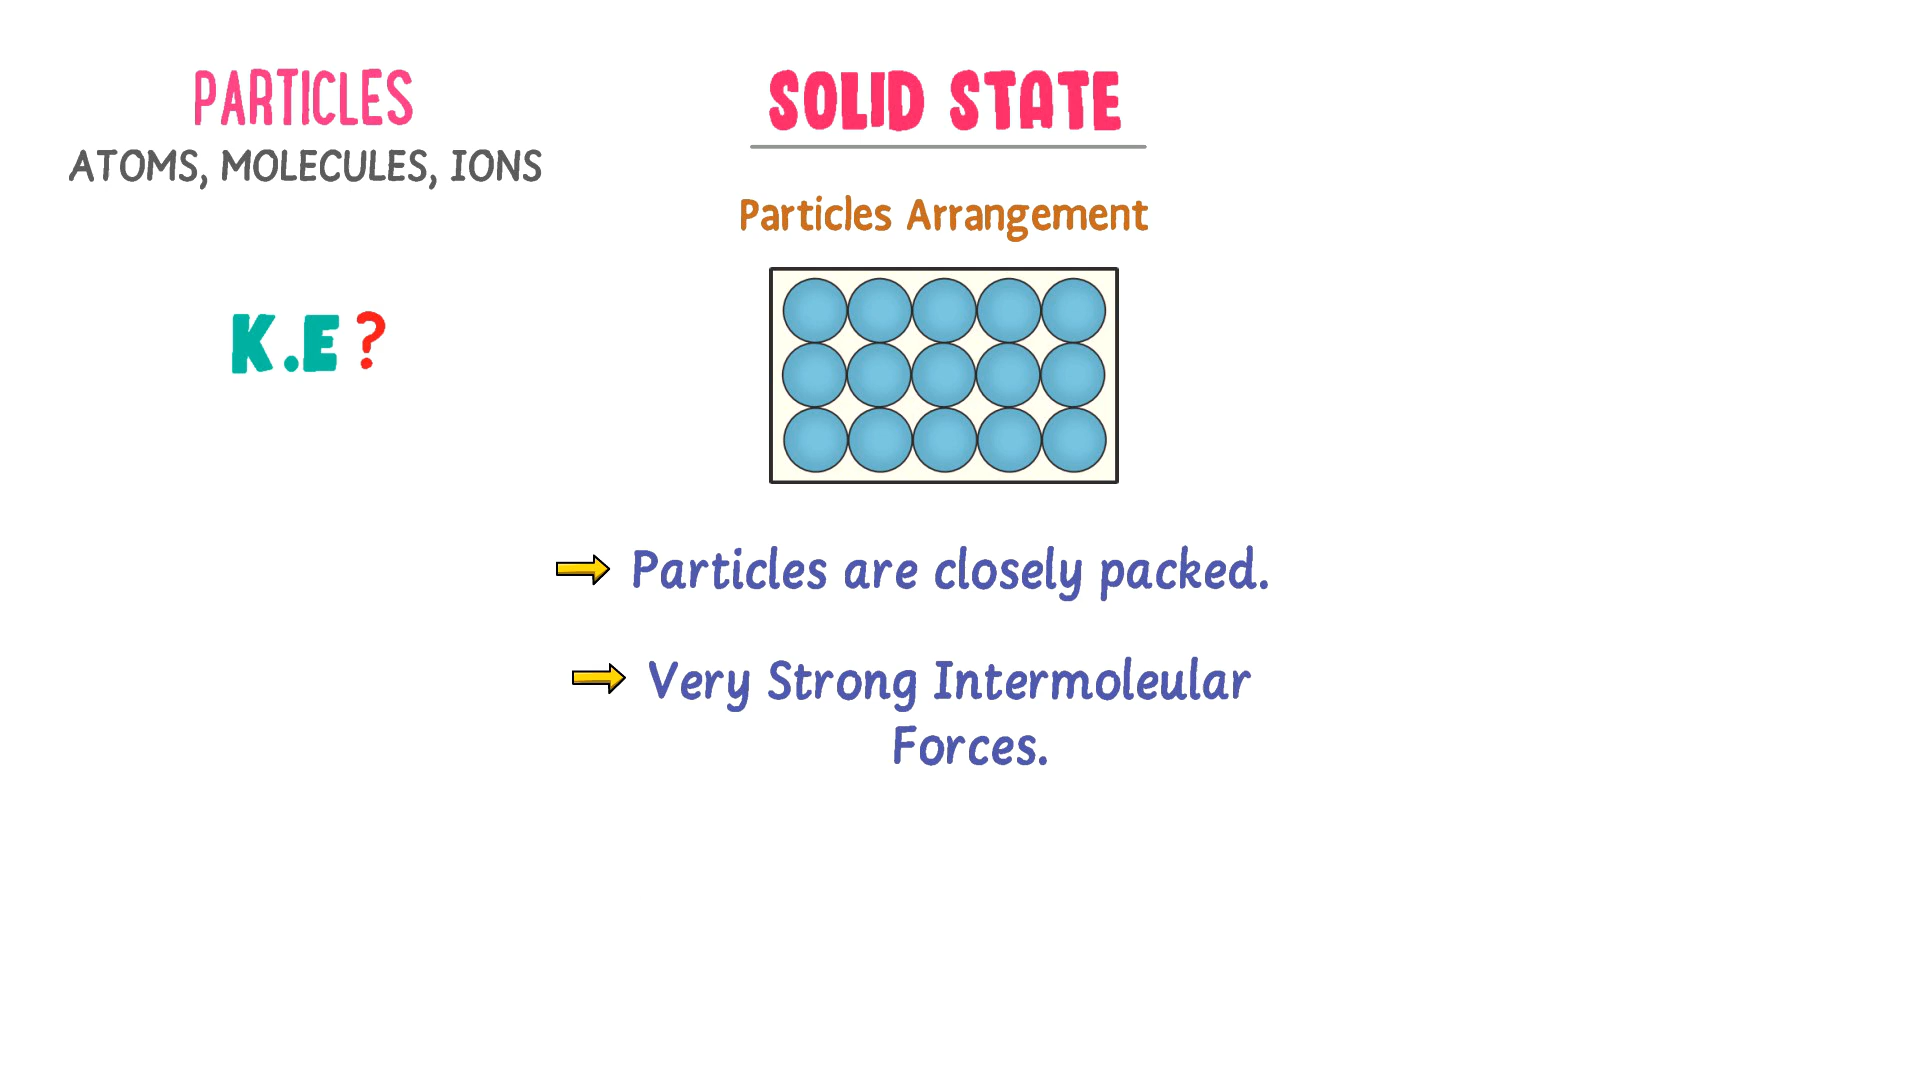 PARTICLES
ATOMS, MOLECULES, IONS
K.E?
SOLID STATE
Particles Arrangement
Particles are closely packed.
Very Strong Intermoleular
Forces.